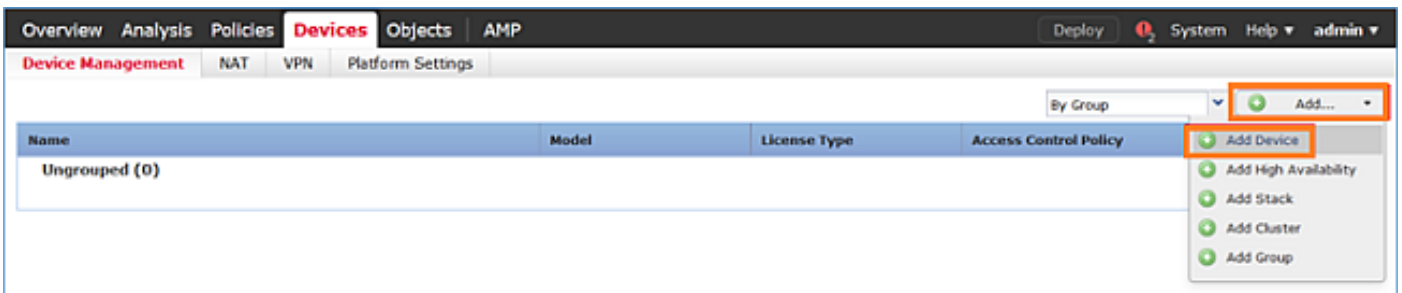 Overview Analysis Policies Devices Objects AMP Deploy 2 System Help admin
Device Management NAT VPN Platform Settings
By Group Add...
Name Model License Type Access Control Policy
Add Device
Ungrouped (0)
Add High Availability
Add Stack
Add Cluster
Add Group